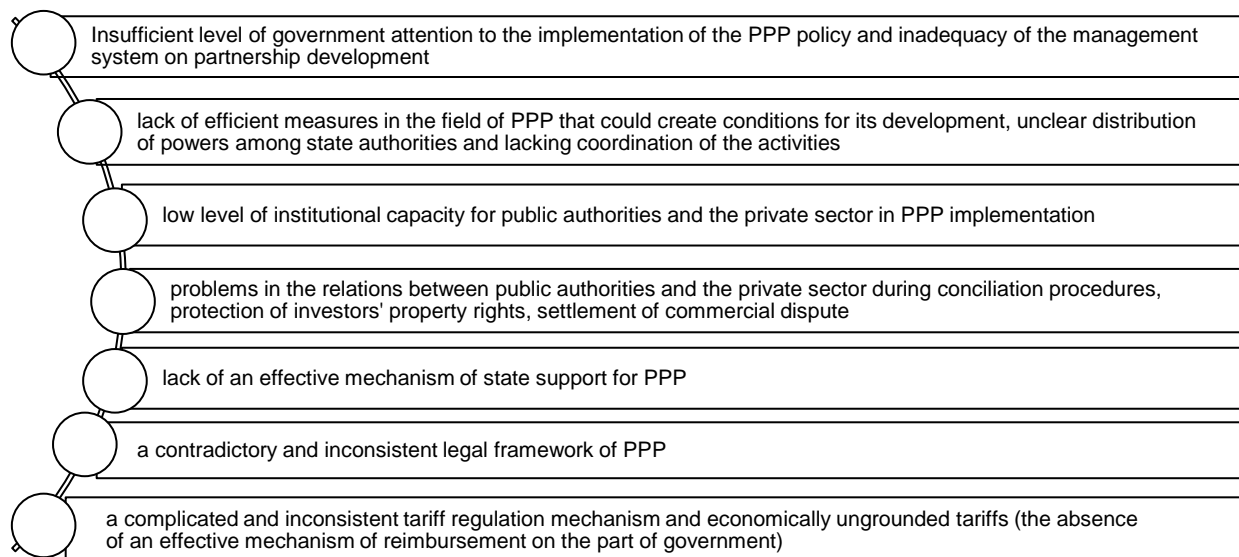 Insufficient level of government attention to the implementation of the PPP policy and inadequacy of the management
system on partnership development
lack of efficient measures in the field of PPP that could create conditions for its development, unclear distribution
of powers among state authorities and lacking coordination of the activities
low level of institutional capacity for public authorities and the private sector in PPP implementation
problems in the relations between public authorities and the private sector during conciliation procedures,
protection of investors' property rights, settlement of commercial dispute
lack of an effective mechanism of state support for PPP
a contradictory and inconsistent legal framework of PPP
a complicated and inconsistent tariff regulation mechanism and economically ungrounded tariffs (the absence
of an effective mechanism of reimbursement on the part of government)